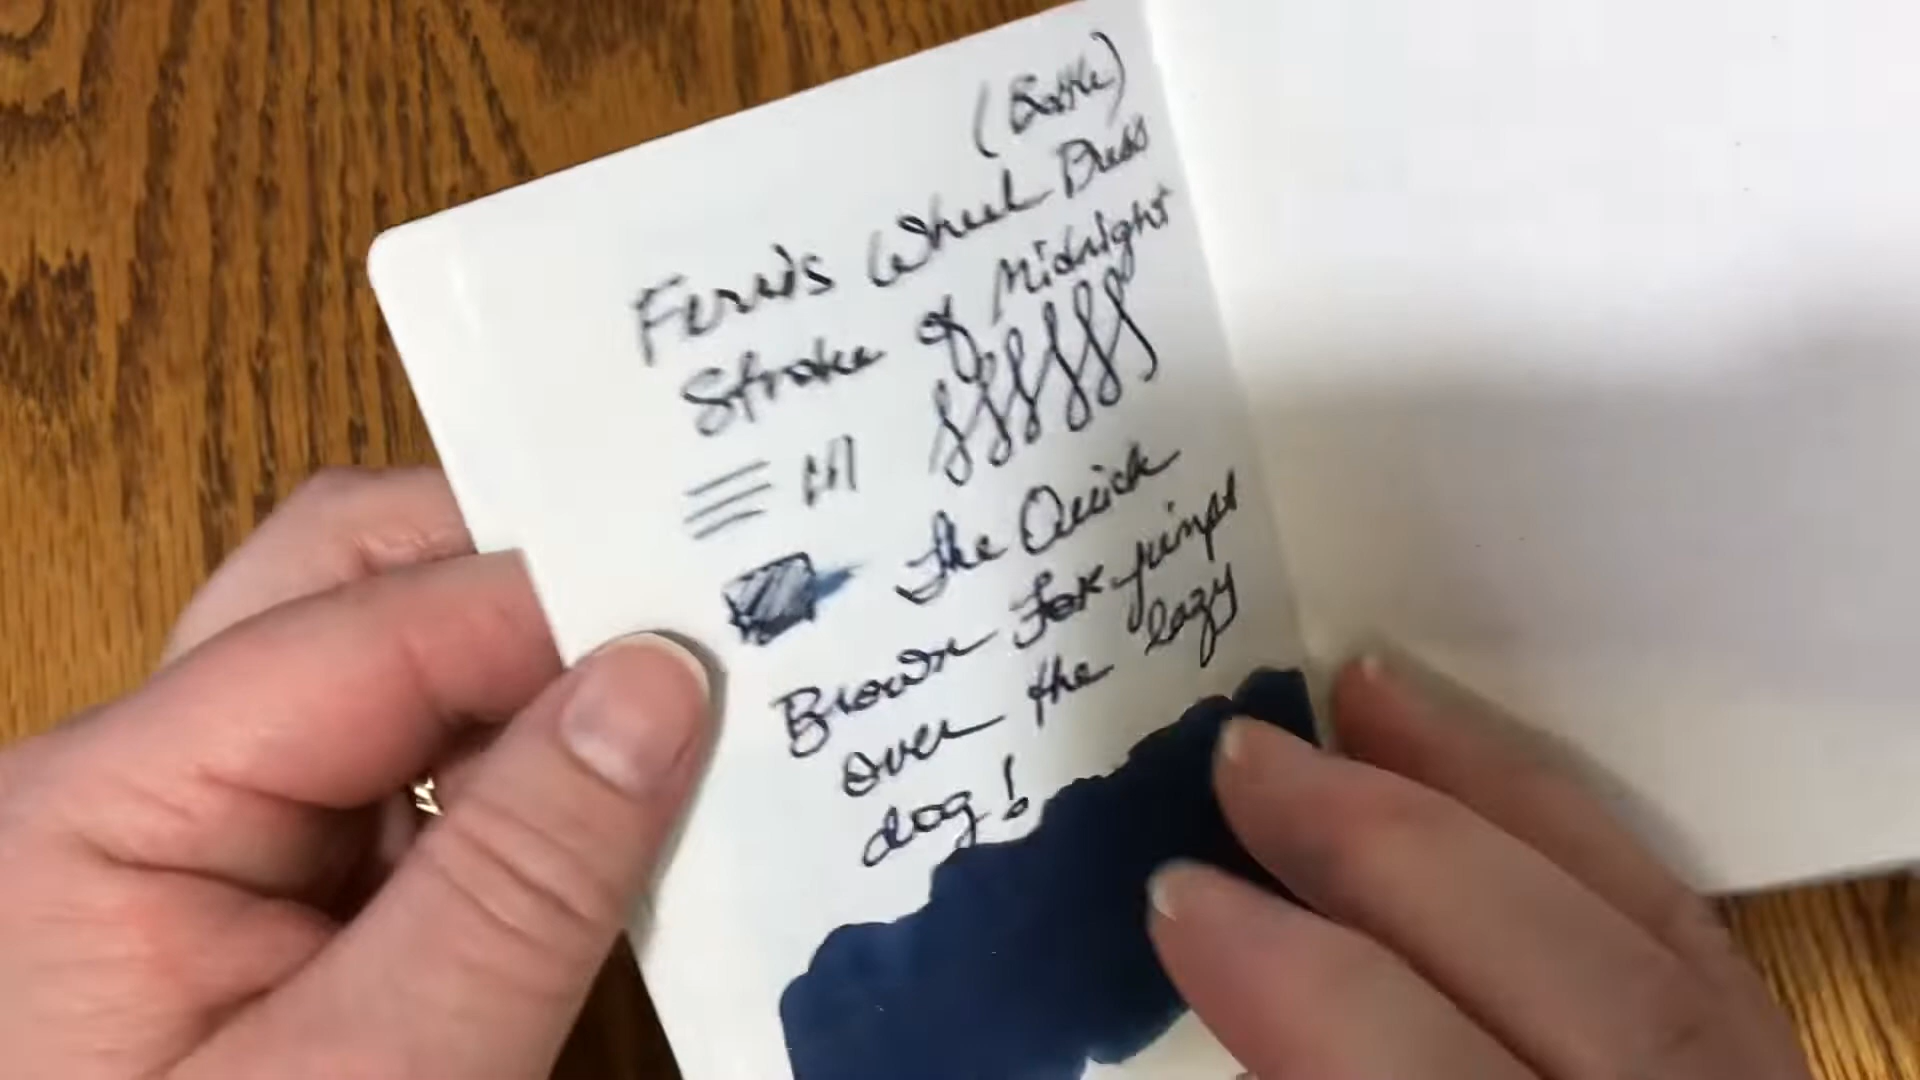 (Bottle)
Ferris Wheel Press
Stroke of Midnight
The Quick
Brown Fox jumps
over the lazy
dog!